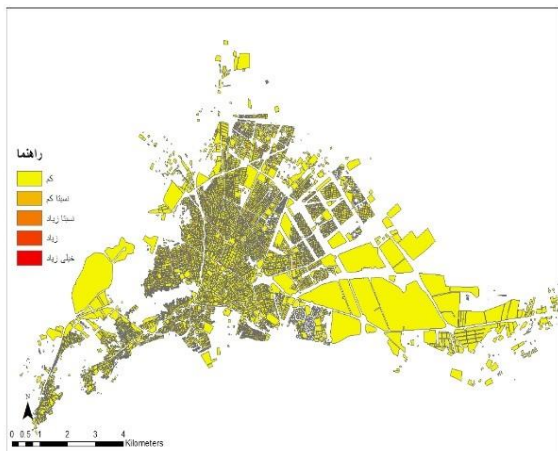 راهنما
کم
نسبتا کم
نسبتا زیاد
زیاد
خیلی زیاد
N
0 0.5 1 2 3 4
Kilometers